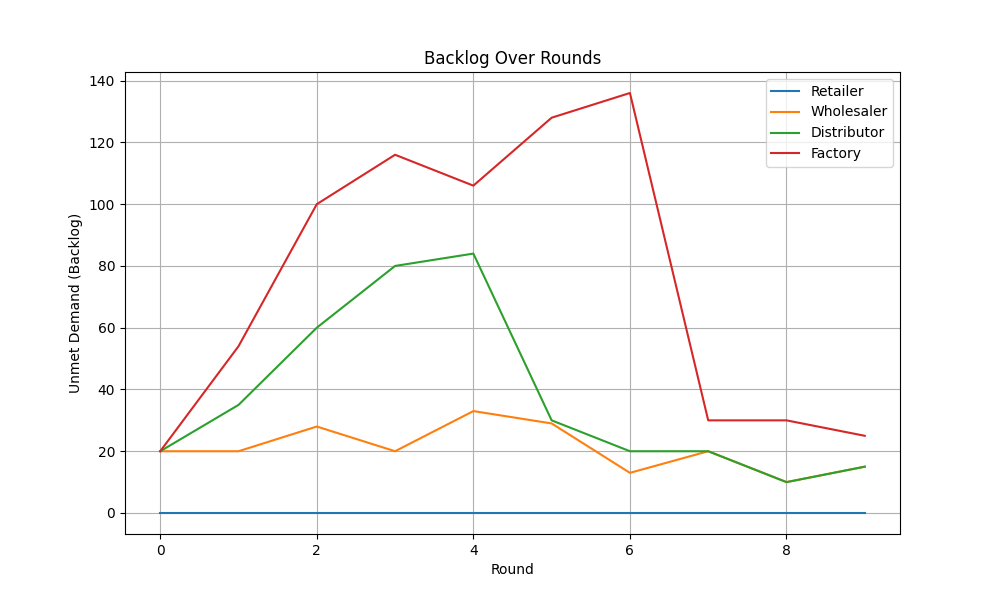 Backlog Over Rounds
Unmet Demand (Backlog)
140
120
100
80
60
40
20
0
0 2 4 6 8
Round
Retailer
Wholesaler
Distributor
Factory